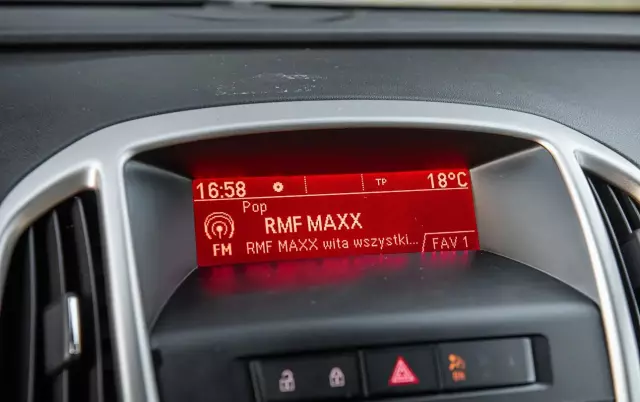 16:58 TP 18°C
Pop
RMF MAXX
FM RMF MAXX wita wszystki... FAV 1